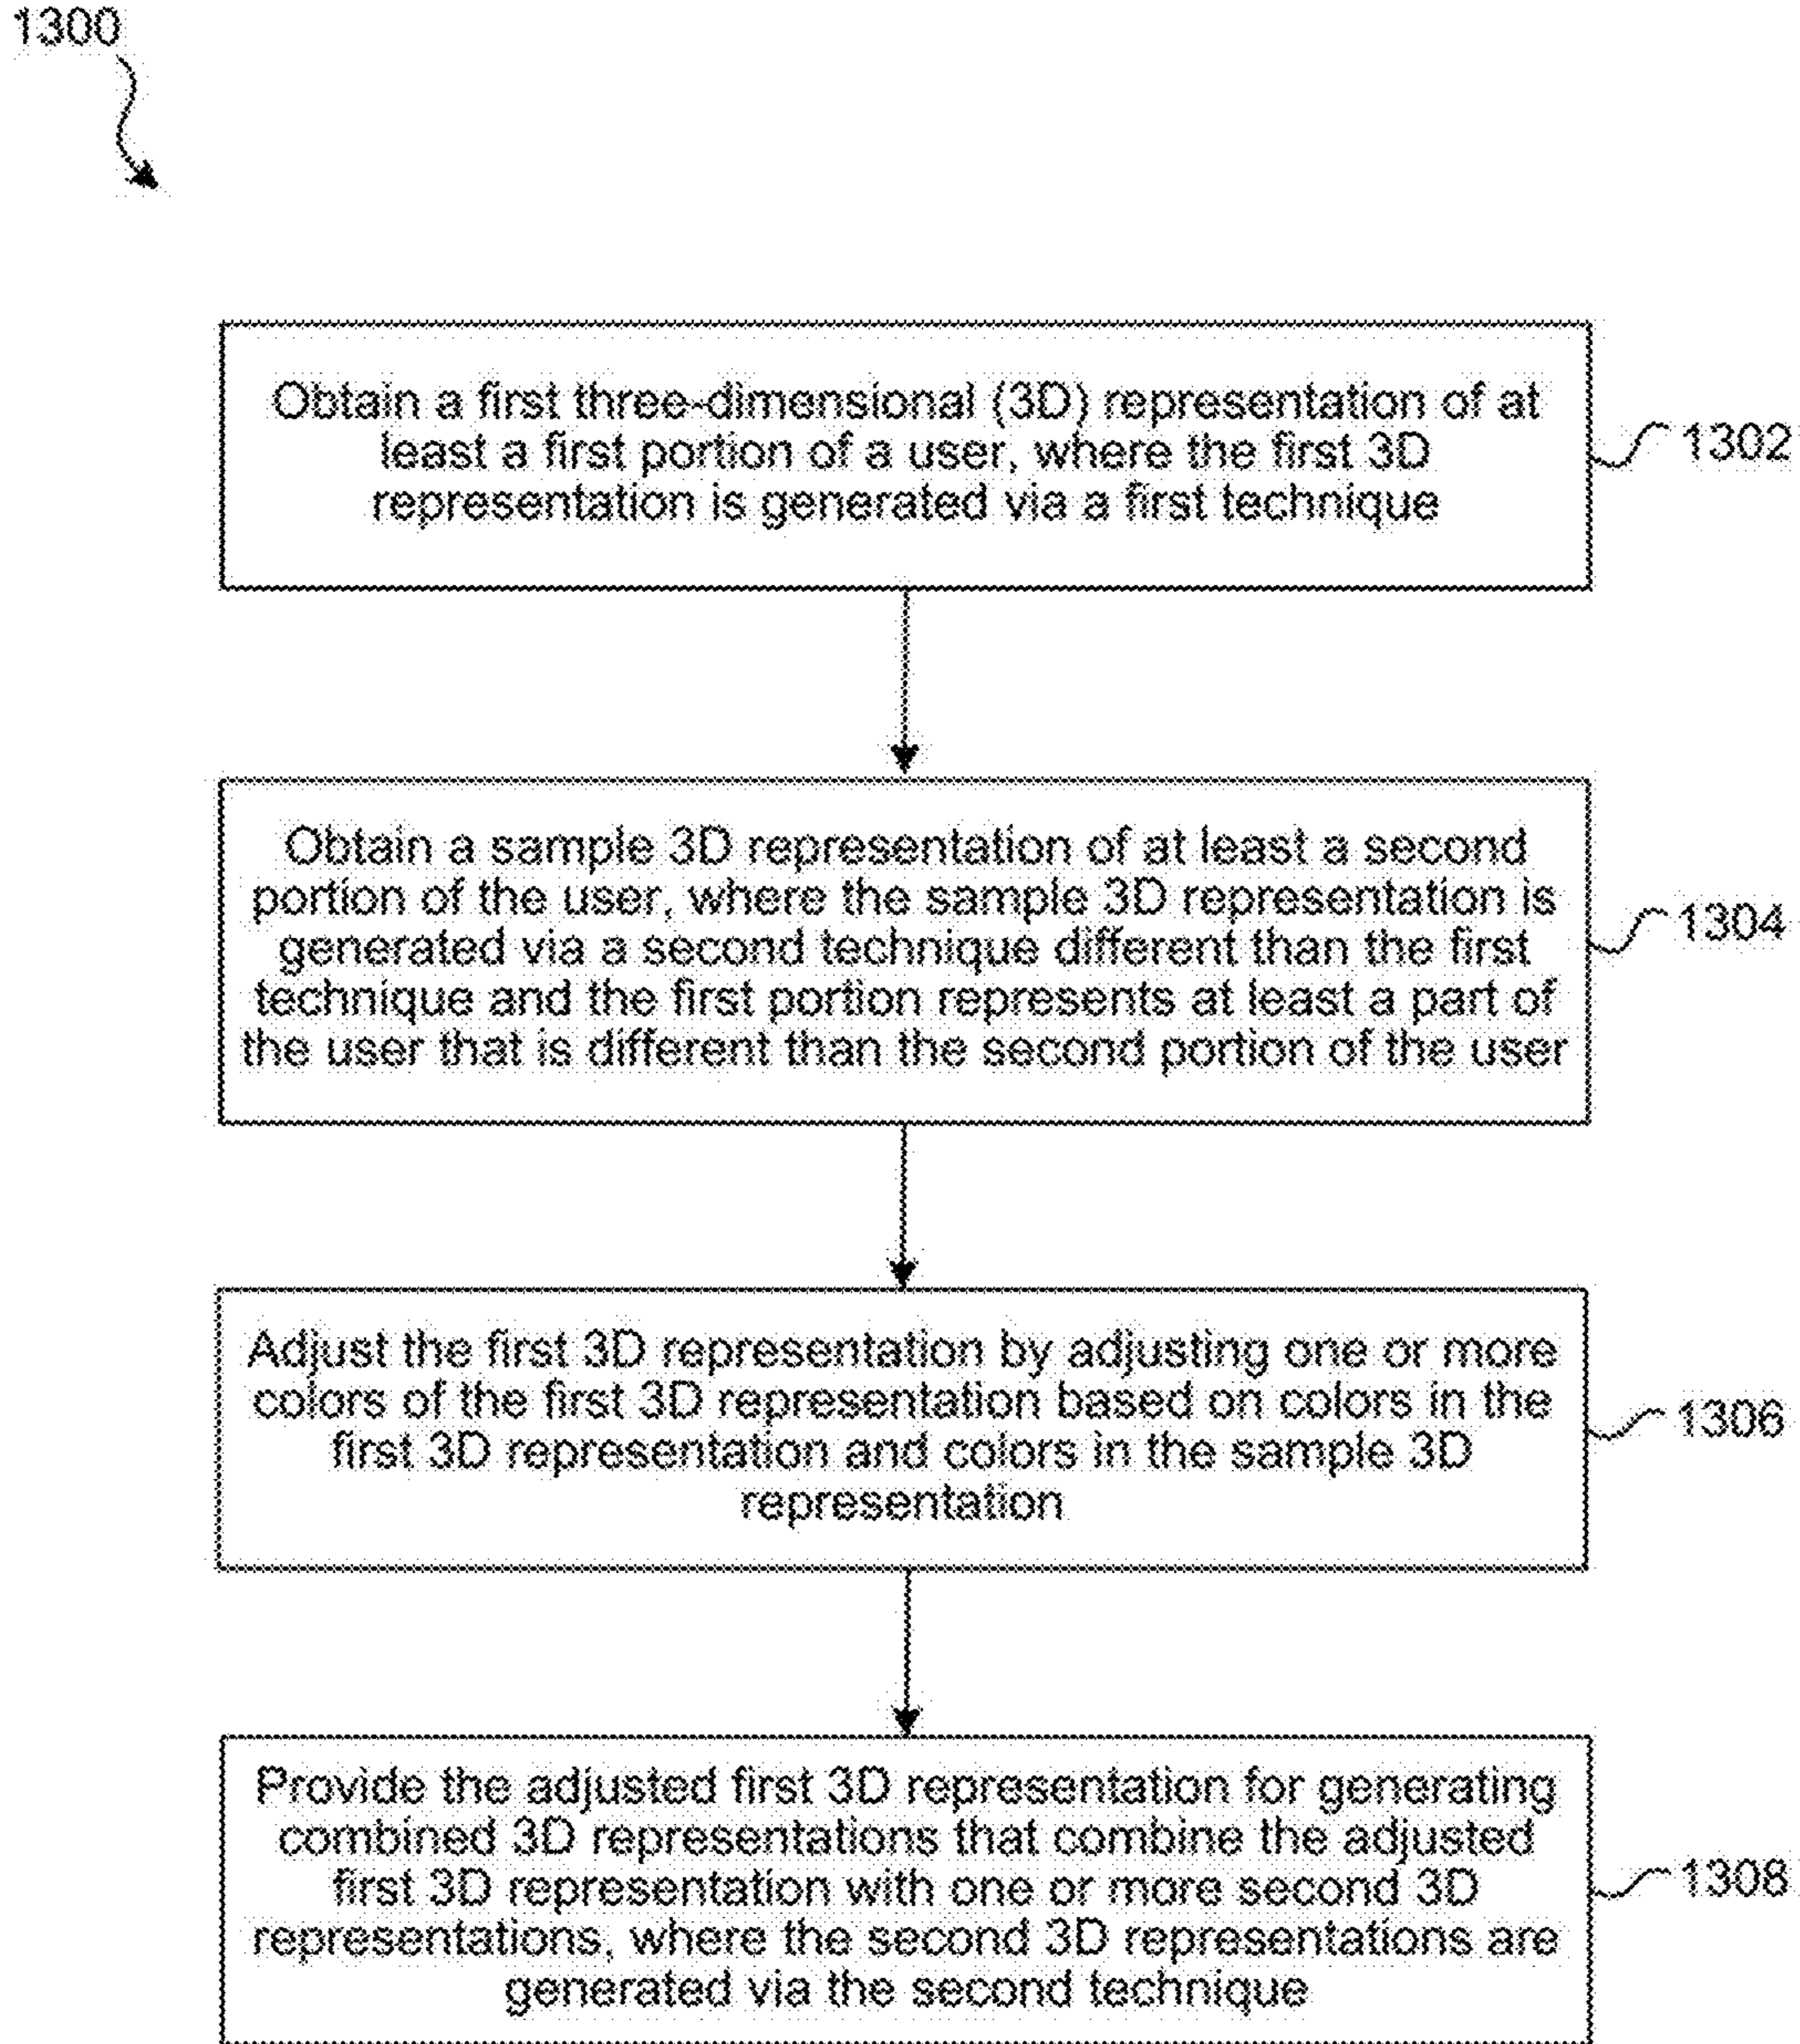 1300
Obtain a first three-dimensional (3D) representation of at
least a first portion of a user, where the first 3D
representation is generated via a first technique
1302
Obtain a sample 3D representation of at least a second
portion of the user, where the sample 3D representation is
generated via a second technique different than the first
technique and the first portion represents at least a part of
the user that is different than the second portion of the user
1304
Adjust the first 3D representation by adjusting one or more
colors of the first 3D representation based on colors in the
first 3D representation and colors in the sample 3D
representation
1306
Provide the adjusted first 3D representation for generating
combined 3D representations that combine the adjusted
first 3D representation with one or more second 3D
representations, where the second 3D representations are
generated via the second technique
1308